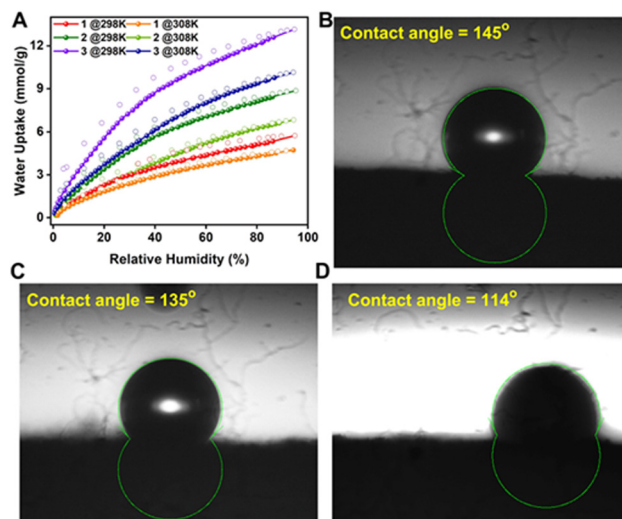 A
1 @298K 1 @308K
2 @298K 2 @308K
3 @298K 3 @308K
Water Uptake (mmol/g)
12
9
6
3
0
0 20 40 60 80 100
Relative Humidity (%)
B
Contact angle = 145°
C
Contact angle = 135°
D
Contact angle = 114°